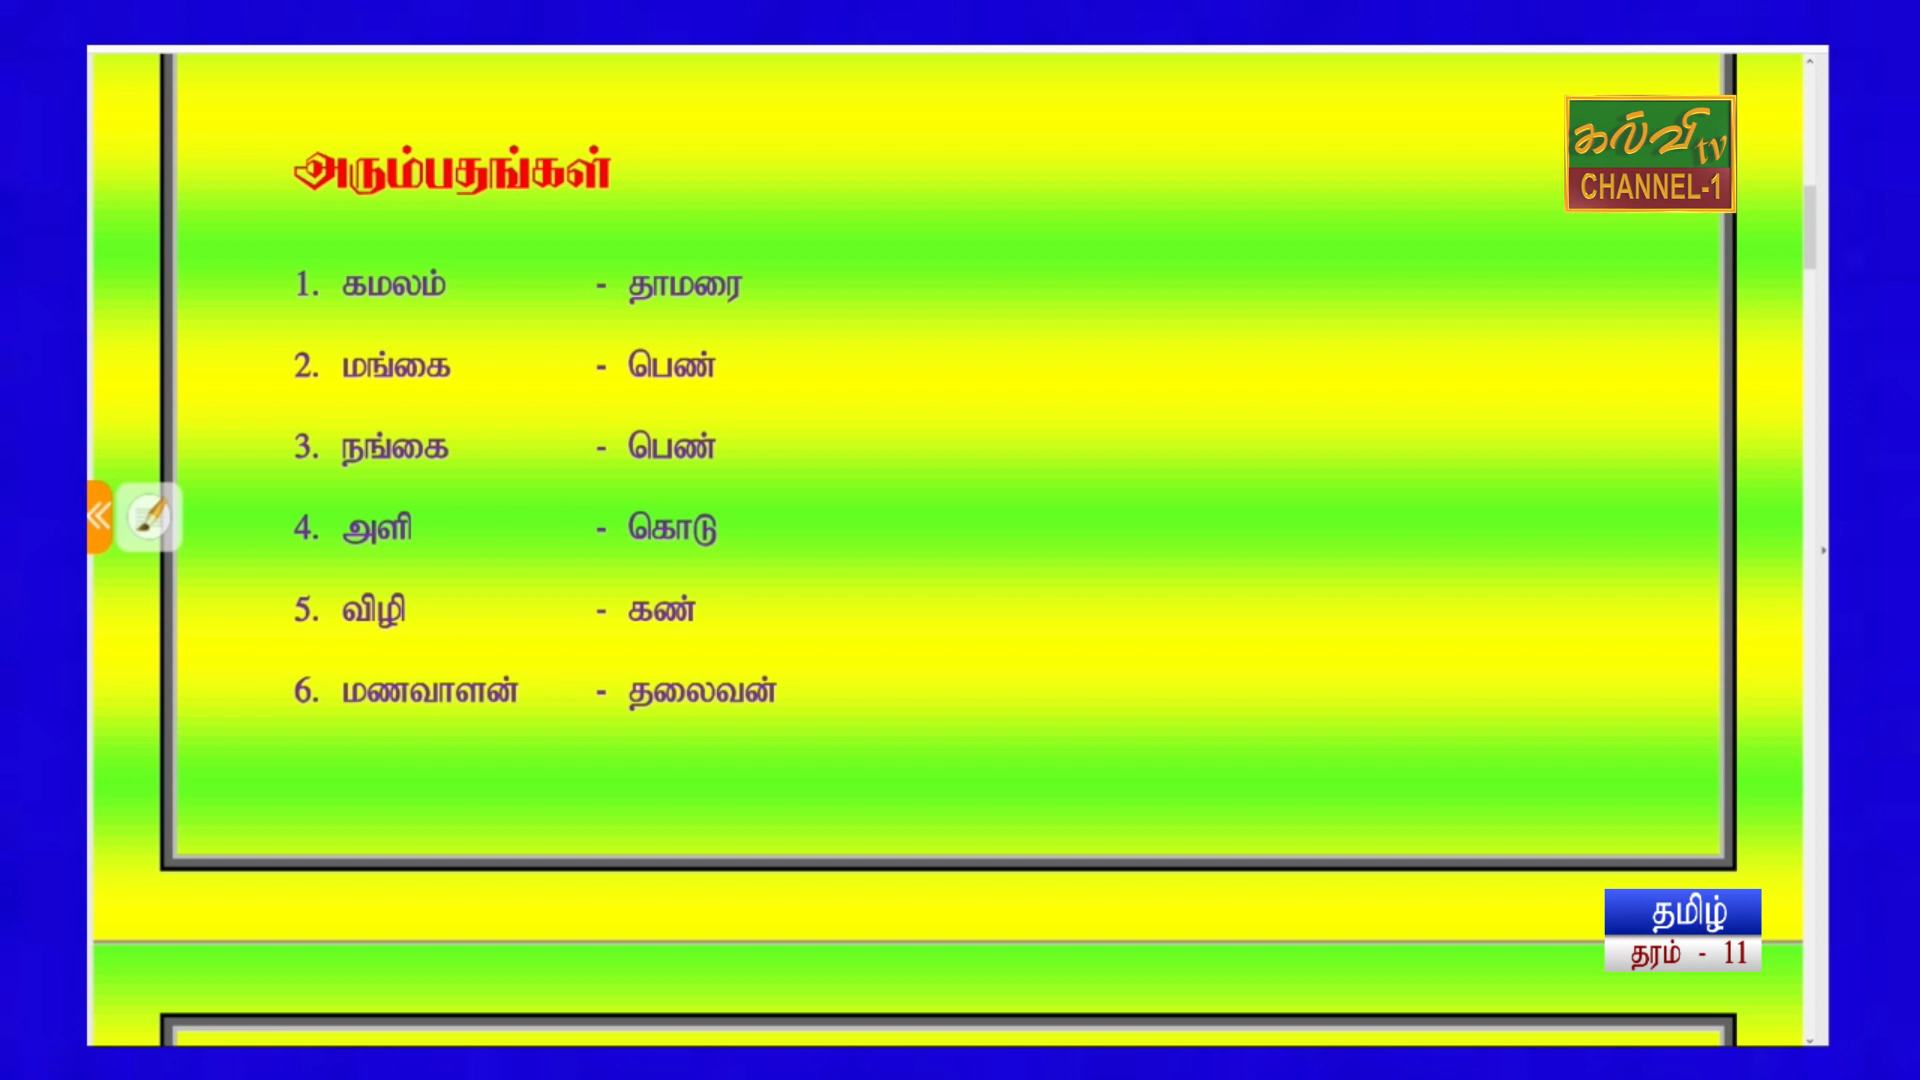 அரும்பதங்கள்
கல்வி tv
CHANNEL-1
1. கமலம் - தாமரை
2. மங்கை - பெண்
3. நங்கை - பெண்
4. அளி - கொடு
5. விழி - கண்
6. மணவாளன் - தலைவன்
தமிழ்
தரம் - 11